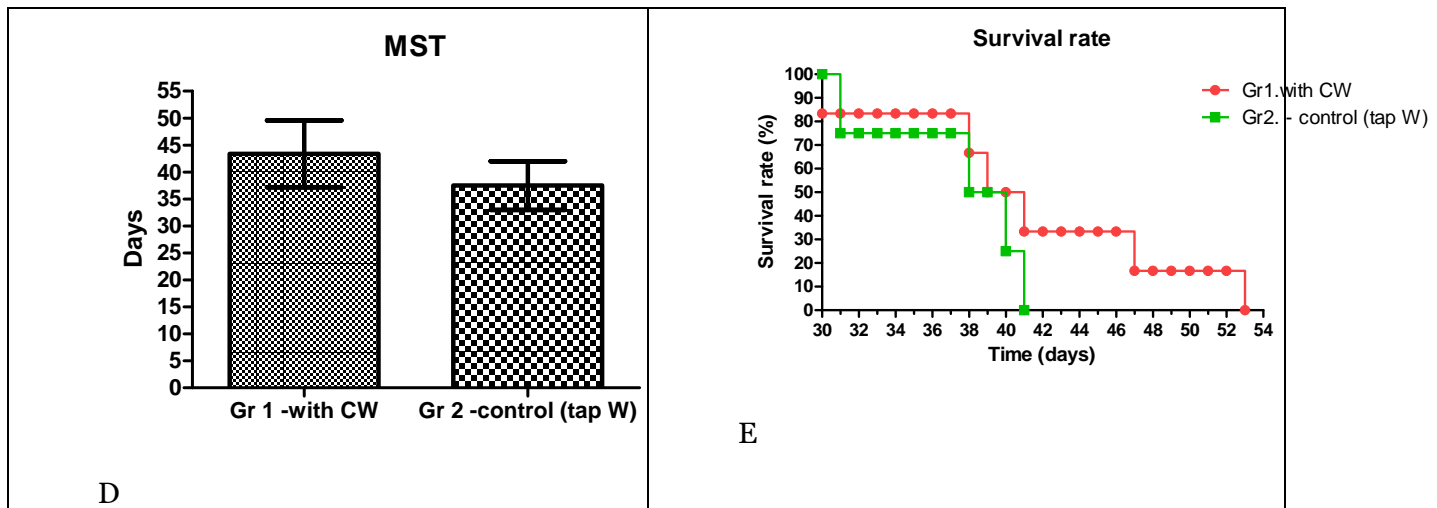 MST
55
50
45
40
35
30
25
20
15
10
5
0
Days
Gr 1 -with CW
Gr 2 -control (tap W)
D
Survival rate
100
90
80
70
60
50
40
30
20
10
0
Survival rate (%)
30 32 34 36 38 40 42 44 46 48 50 52 54
Time (days)
Gr1.with CW
Gr2. - control (tap W)
E